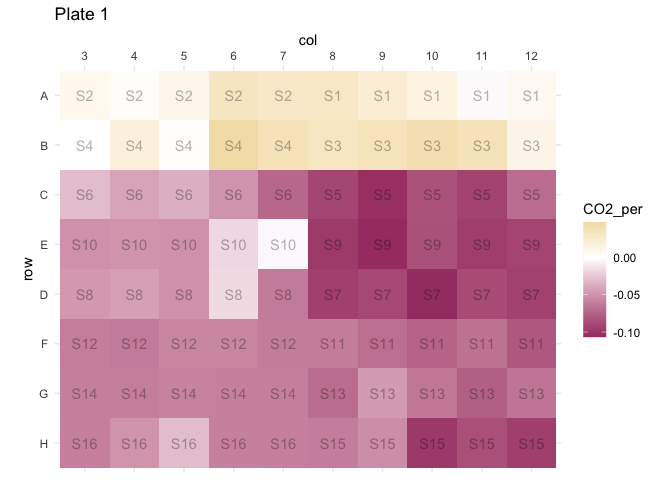 Plate 1
col
3 4 5 6 7 8 9 10 11 12
A S2 S2 S2 S2 S2 S1 S1 S1 S1 S1
B S4 S4 S4 S4 S4 S3 S3 S3 S3 S3
C S6 S6 S6 S6 S6 S5 S5 S5 S5 S5
E S10 S10 S10 S10 S10 S9 S9 S9 S9 S9
D S8 S8 S8 S8 S8 S7 S7 S7 S7 S7
F S12 S12 S12 S12 S12 S11 S11 S11 S11 S11
G S14 S14 S14 S14 S14 S13 S13 S13 S13 S13
H S16 S16 S16 S16 S16 S15 S15 S15 S15 S15
row
CO2_per
0.00
-0.05
-0.10